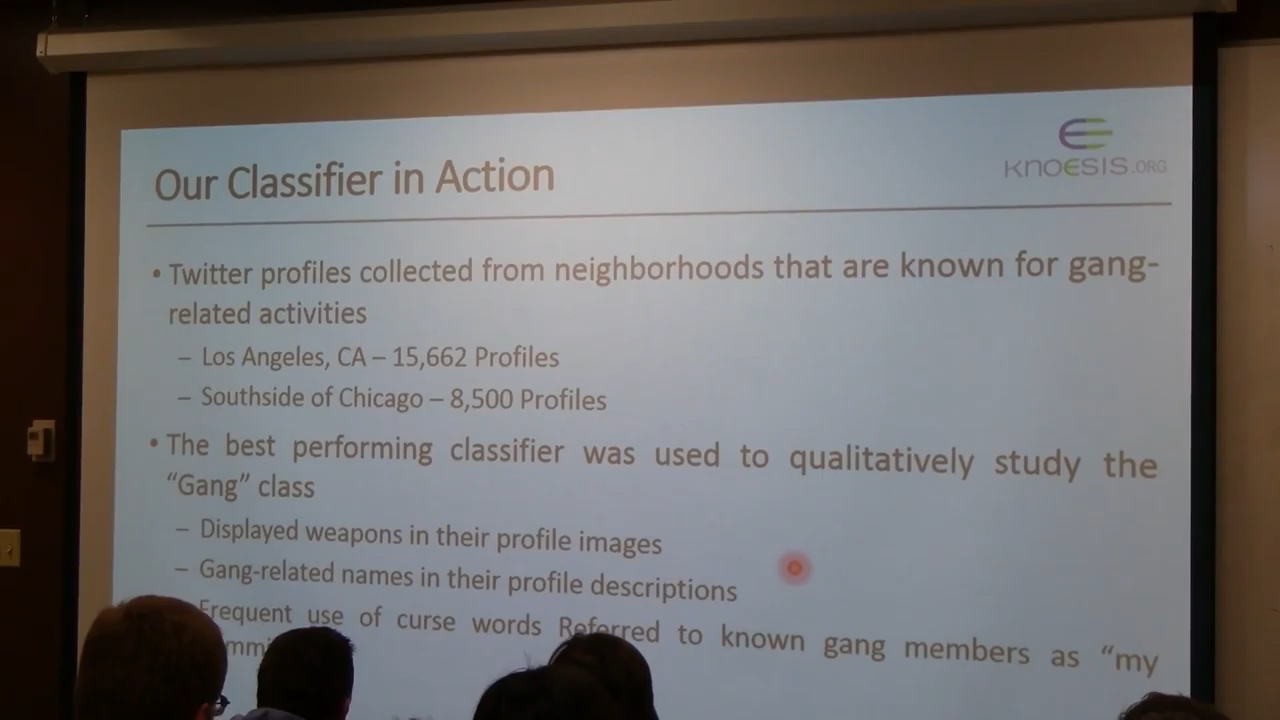 Our Classifier in Action
KNOESIS.ORG
• Twitter profiles collected from neighborhoods that are known for gang-
related activities
– Los Angeles, CA – 15,662 Profiles
– Southside of Chicago – 8,500 Profiles
• The best performing classifier was used to qualitatively study the
“Gang” class
– Displayed weapons in their profile images
– Gang-related names in their profile descriptions
Frequent use of curse words Referred to known gang members as “my